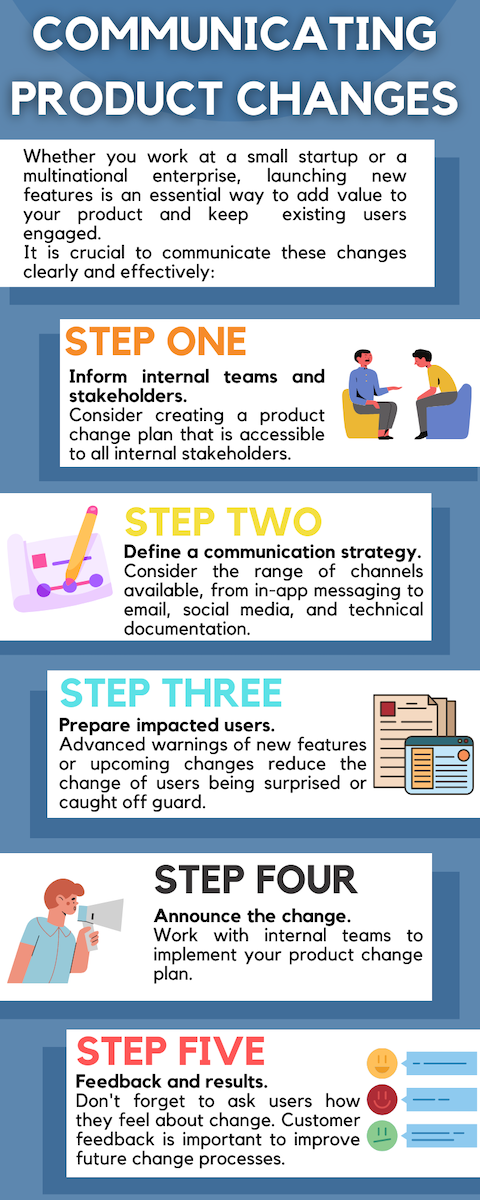 COMMUNICATING
PRODUCT CHANGES
Whether you work at a small startup or a
multinational enterprise, launching new
features is an essential way to add value to
your product and keep existing users
engaged.
It is crucial to communicate these changes
clearly and effectively:
STEP ONE
Inform internal teams and
stakeholders.
Consider creating a product
change plan that is accessible
to all internal stakeholders.
STEP TWO
Define a communication strategy.
Consider the range of channels
available, from in-app messaging to
email, social media, and technical
documentation.
STEP THREE
Prepare impacted users.
Advanced warnings of new features
or upcoming changes reduce the
change of users being surprised or
caught off guard.
STEP FOUR
Announce the change.
Work with internal teams to
implement your product change
plan.
STEP FIVE
Feedback and results.
Don't forget to ask users how
they feel about change. Customer
feedback is important to improve
future change processes.